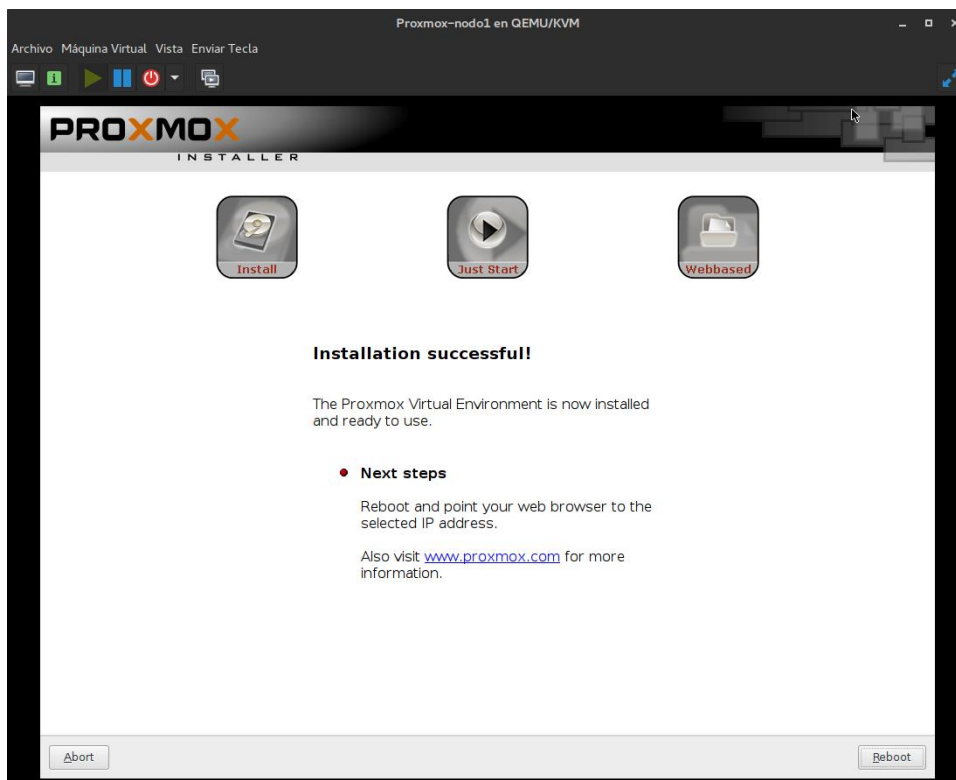 Proxmox-nodo1 en QEMU/KVM
Archivo Máquina Virtual Vista Enviar Tecla
PROXMOX
INSTALLER
Install
Just Start
Webbased
Installation successful!
The Proxmox Virtual Environment is now installed
and ready to use.
Next steps
Reboot and point your web browser to the
selected IP address.
Also visit www.proxmox.com for more
information.
Abort
Reboot